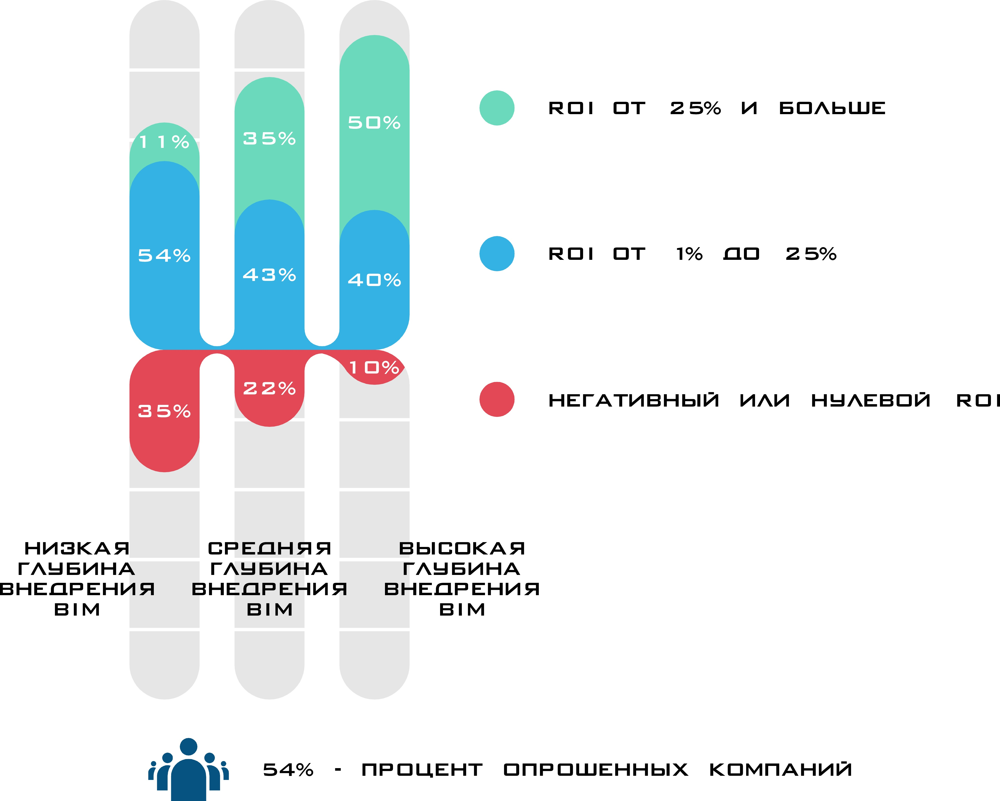 50%
35%
11%
54%
43%
40%
10%
22%
35%
ROI ОТ 25% И БОЛЬШЕ
ROI ОТ 1% ДО 25%
НЕГАТИВНЫЙ ИЛИ НУЛЕВОЙ ROI
НИЗКАЯ
ГЛУБИНА
ВНЕДРЕНИЯ
BIM
СРЕДНЯЯ
ГЛУБИНА
ВНЕДРЕНИЯ
BIM
ВЫСОКАЯ
ГЛУБИНА
ВНЕДРЕНИЯ
BIM
54% - ПРОЦЕНТ ОПРОШЕННЫХ КОМПАНИЙ